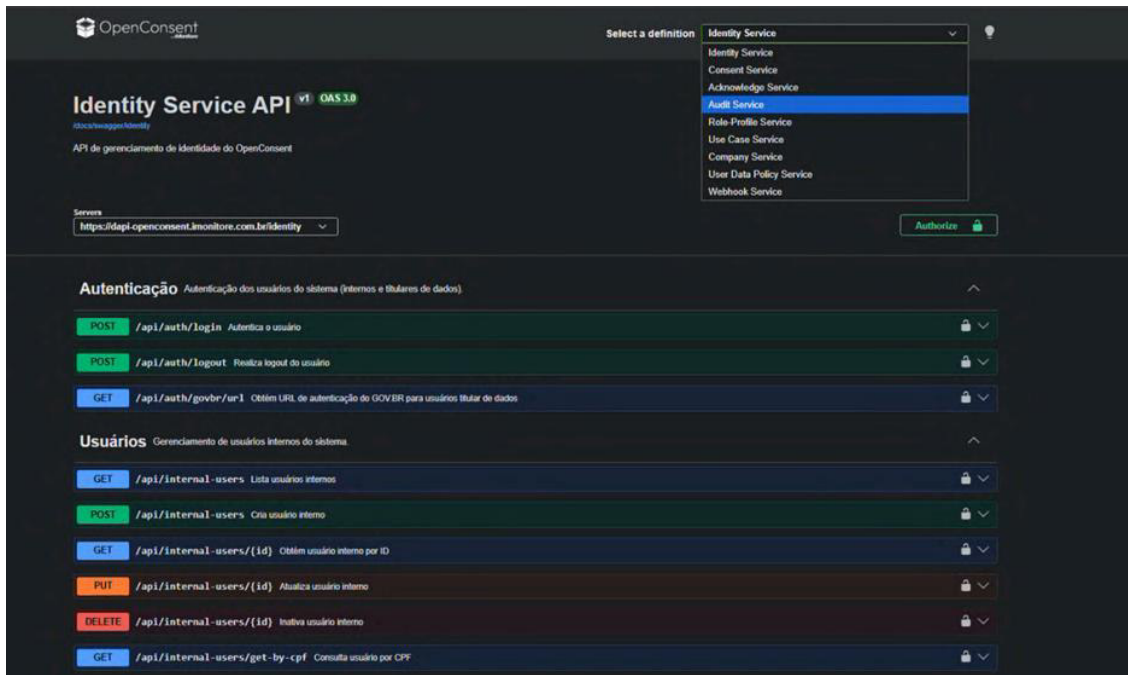 OpenConsent
Select a definition
Identity Service
Identity Service
Consent Service
Acknowledge Service
Audit Service
Role-Profile Service
Use Case Service
Company Service
User Data Policy Service
Webhook Service
Identity Service API v1 OAS 3.0
/docs/swagger/identity
API de gerenciamento de identidade do OpenConsent
Servers
https://dapi-openconsent.imonitore.com.br/identity
Authorize
Autenticação Autenticação dos usuários do sistema (internos e titulares de dados).
POST /api/auth/login Autentica o usuário
POST /api/auth/logout Realiza logout do usuário
GET /api/auth/govbr/url Obtém URL de autenticação do GOV.BR para usuários titular de dados
Usuários Gerenciamento de usuários internos do sistema.
GET /api/internal-users Lista usuários internos
POST /api/internal-users Cria usuário interno
GET /api/internal-users/{id} Obtém usuário interno por ID
PUT /api/internal-users/{id} Atualiza usuário interno
DELETE /api/internal-users/{id} Inativa usuário interno
GET /api/internal-users/get-by-cpf Consulta usuário por CPF